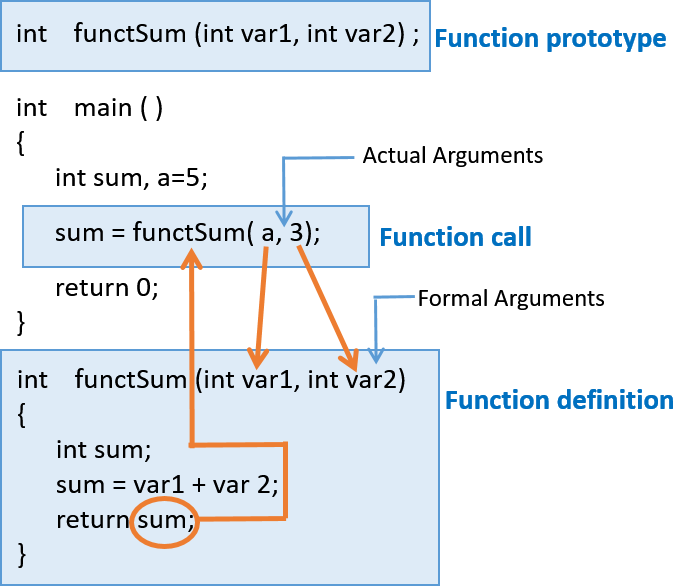 int functSum (int var1, int var2) ;
Function prototype
int main ( )
{
Actual Arguments
int sum, a=5;
sum = functSum( a, 3);
Function call
return 0;
Formal Arguments
}
int functSum (int var1, int var2)
Function definition
{
int sum;
sum = var1 + var 2;
return sum;
}